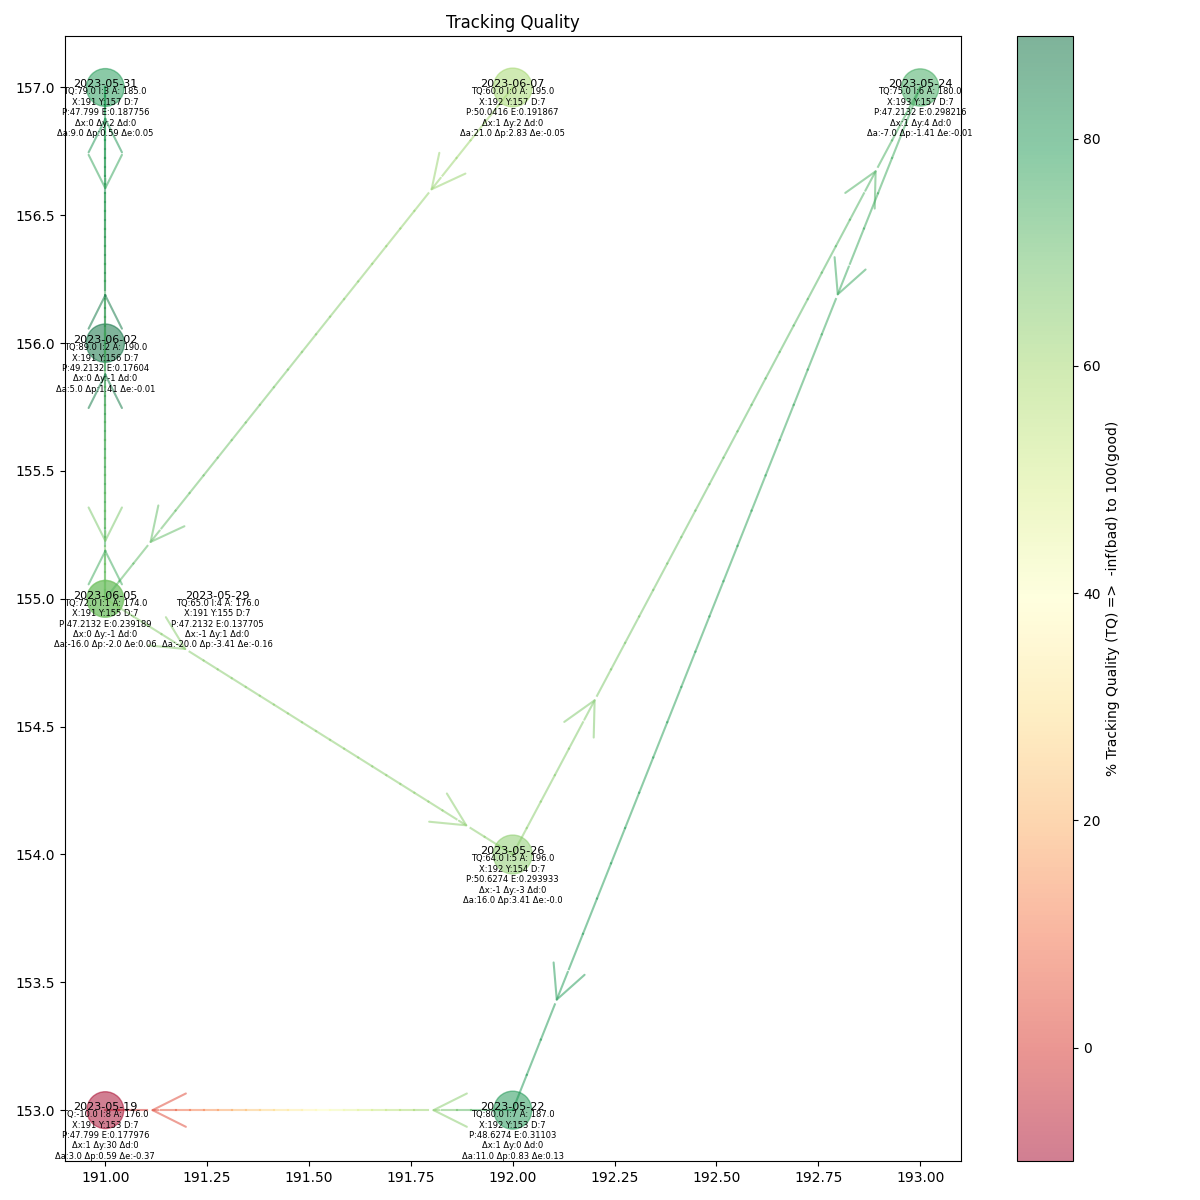 Tracking Quality
2023-05-31
TQ:79.0 I:3 A: 185.0
X:191 Y:157 D:7
P:47.799 E:0.187756
Δx:0 Δy:2 Δd:0
Δa:9.0 Δp:0.59 Δe:0.05
2023-06-07
TQ:60.0 I:0 A: 195.0
X:192 Y:157 D:7
P:50.0416 E:0.191867
Δx:1 Δy:2 Δd:0
Δa:21.0 Δp:2.83 Δe:-0.05
2023-05-24
TQ:75.0 I:6 A: 180.0
X:193 Y:157 D:7
P:47.2132 E:0.298216
Δx:1 Δy:4 Δd:0
Δa:-7.0 Δp:-1.41 Δe:-0.01
2023-06-02
TQ:89.0 I:2 A: 190.0
X:191 Y:156 D:7
P:49.2132 E:0.17604
Δx:0 Δy:-1 Δd:0
Δa:5.0 Δp:1.41 Δe:-0.01
2023-06-05
TQ:72.0 I:1 A: 174.0
X:191 Y:155 D:7
P:47.2132 E:0.239189
Δx:0 Δy:-1 Δd:0
Δa:-16.0 Δp:-2.0 Δe:0.06
2023-05-29
TQ:65.0 I:4 A: 176.0
X:191 Y:155 D:7
P:47.2132 E:0.137705
Δx:-1 Δy:1 Δd:0
Δa:-20.0 Δp:-3.41 Δe:-0.16
2023-05-26
TQ:64.0 I:5 A: 196.0
X:192 Y:154 D:7
P:50.6274 E:0.293933
Δx:-1 Δy:-3 Δd:0
Δa:16.0 Δp:3.41 Δe:-0.0
2023-05-19
TQ:-10.0 I:8 A: 176.0
X:191 Y:153 D:7
P:47.799 E:0.177976
Δx:1 Δy:30 Δd:0
Δa:3.0 Δp:0.59 Δe:-0.37
2023-05-22
TQ:80.0 I:7 A: 187.0
X:192 Y:153 D:7
P:48.6274 E:0.31103
Δx:1 Δy:0 Δd:0
Δa:11.0 Δp:0.83 Δe:0.13
157.0
156.5
156.0
155.5
155.0
154.5
154.0
153.5
153.0
191.00 191.25 191.50 191.75 192.00 192.25 192.50 192.75 193.00
80
60
40
20
0
% Tracking Quality (TQ) => -inf(bad) to 100(good)